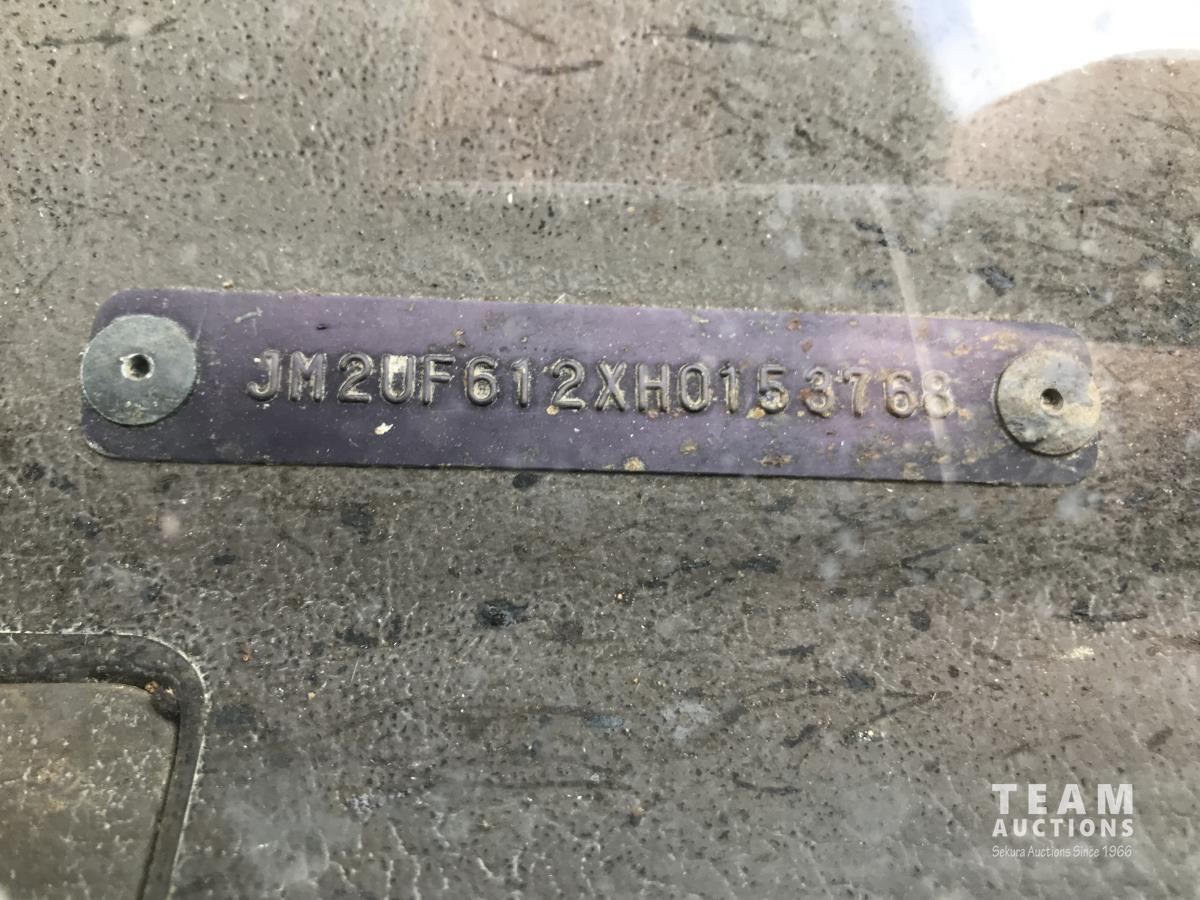 JM2UF612XH0153768
TEAM
AUCTIONS
Sekura Auctions Since 1966